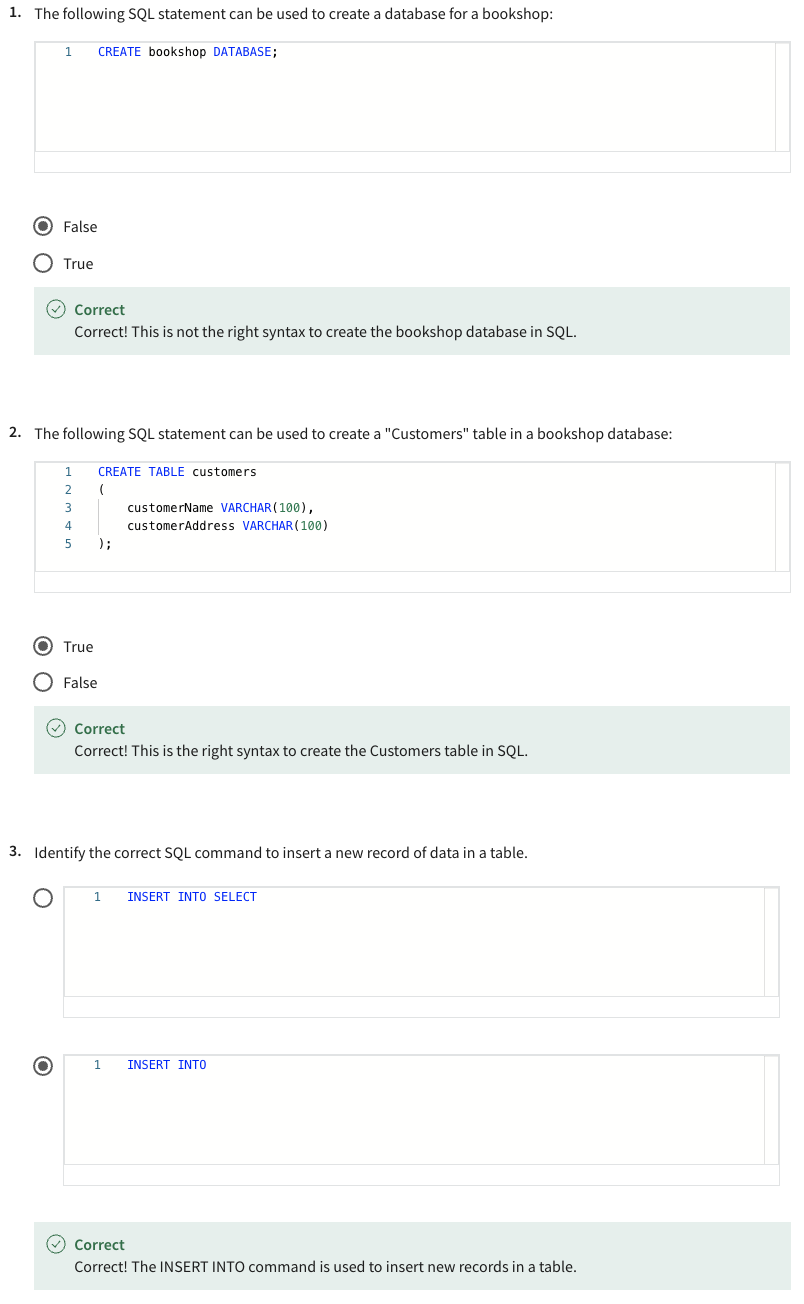 1. The following SQL statement can be used to create a database for a bookshop:
1 CREATE bookshop DATABASE;
False
True
Correct
Correct! This is not the right syntax to create the bookshop database in SQL.
2. The following SQL statement can be used to create a "Customers" table in a bookshop database:
1 CREATE TABLE customers
2 (
3 customerName VARCHAR(100),
4 customerAddress VARCHAR(100)
5 );
True
False
Correct
Correct! This is the right syntax to create the Customers table in SQL.
3. Identify the correct SQL command to insert a new record of data in a table.
1 INSERT INTO SELECT
1 INSERT INTO
Correct
Correct! The INSERT INTO command is used to insert new records in a table.